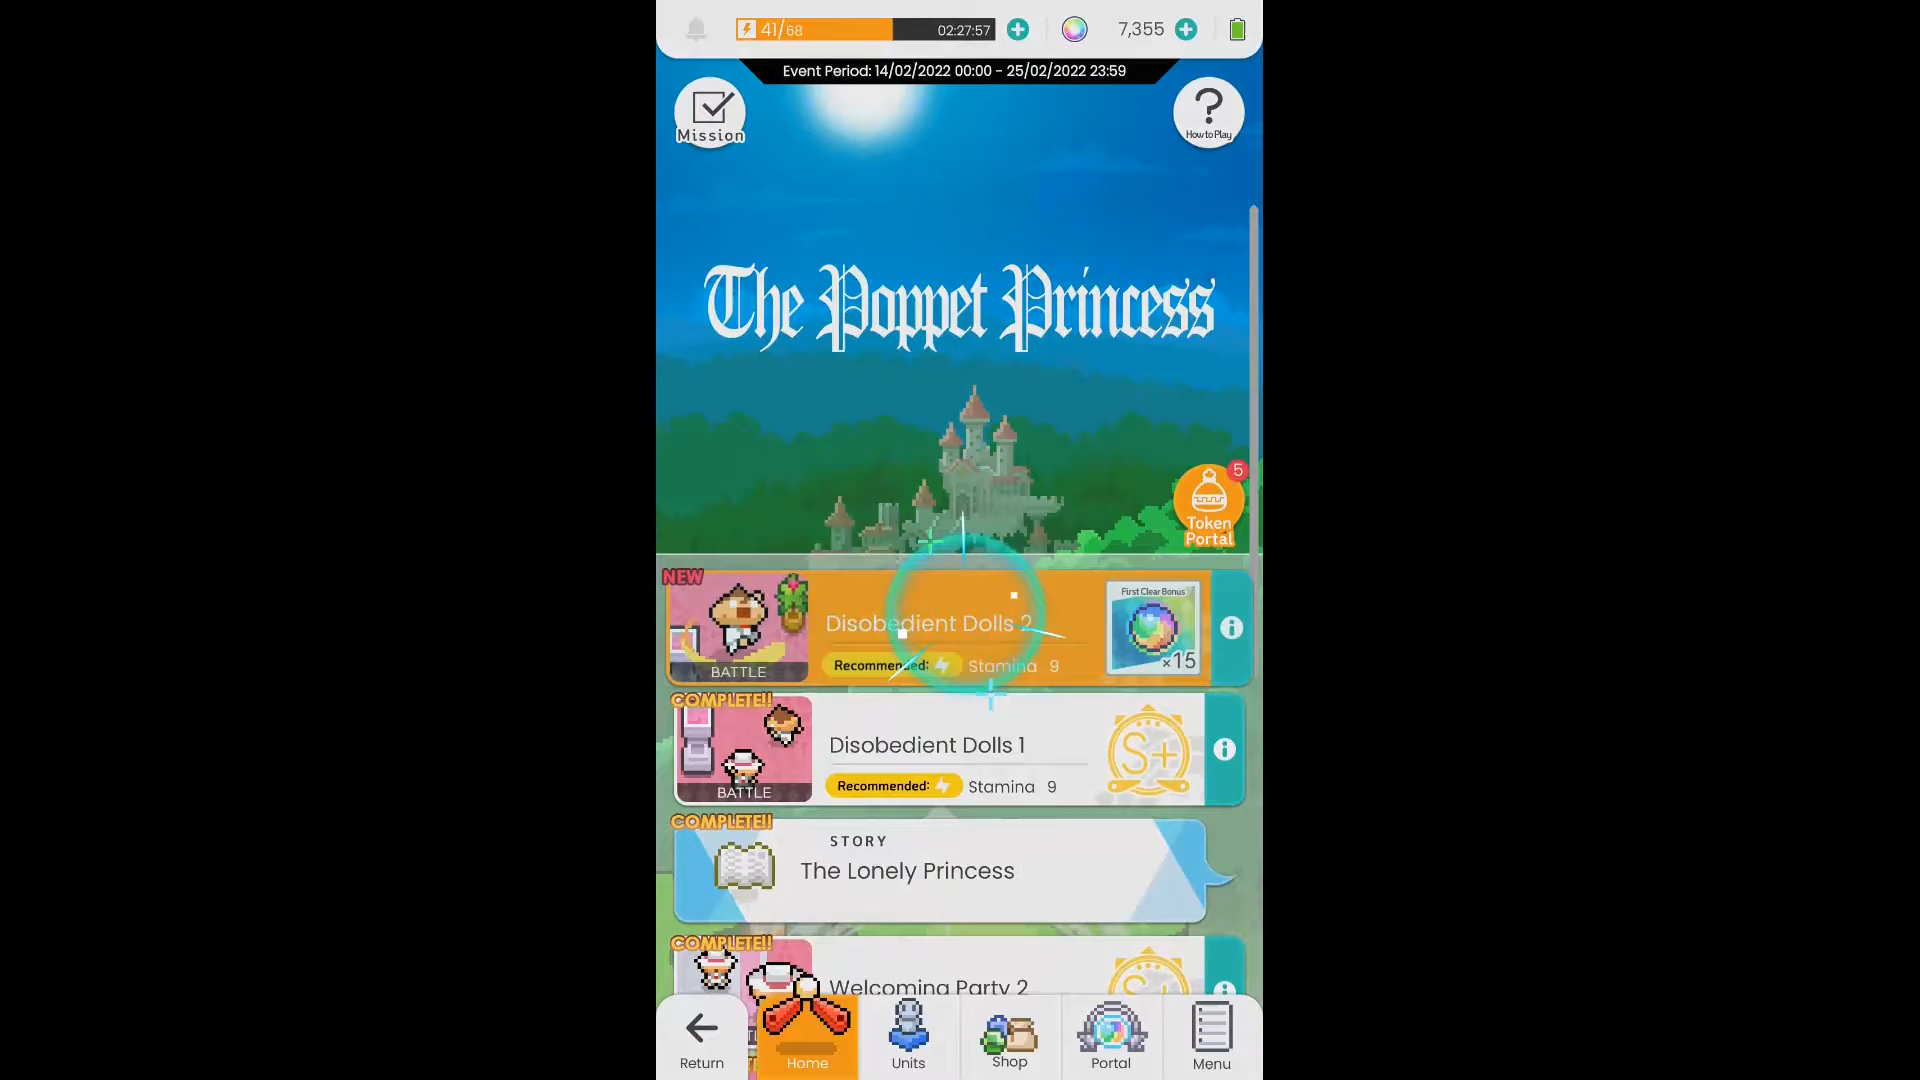 41/68 02:27:57 7,355
Event Period: 14/02/2022 00:00 - 25/02/2022 23:59
Mission
How to Play
The Poppet Princess
5
Token
Portal
NEW
First Clear Bonus
Disobedient Dolls 2
×15
Recommended: Stamina 9
BATTLE
COMPLETE!!
Disobedient Dolls 1
S+
Recommended: Stamina 9
BATTLE
COMPLETE!!
STORY
The Lonely Princess
COMPLETE!!
Welcoming Party 2
S+
Return Home Units Shop Portal Menu